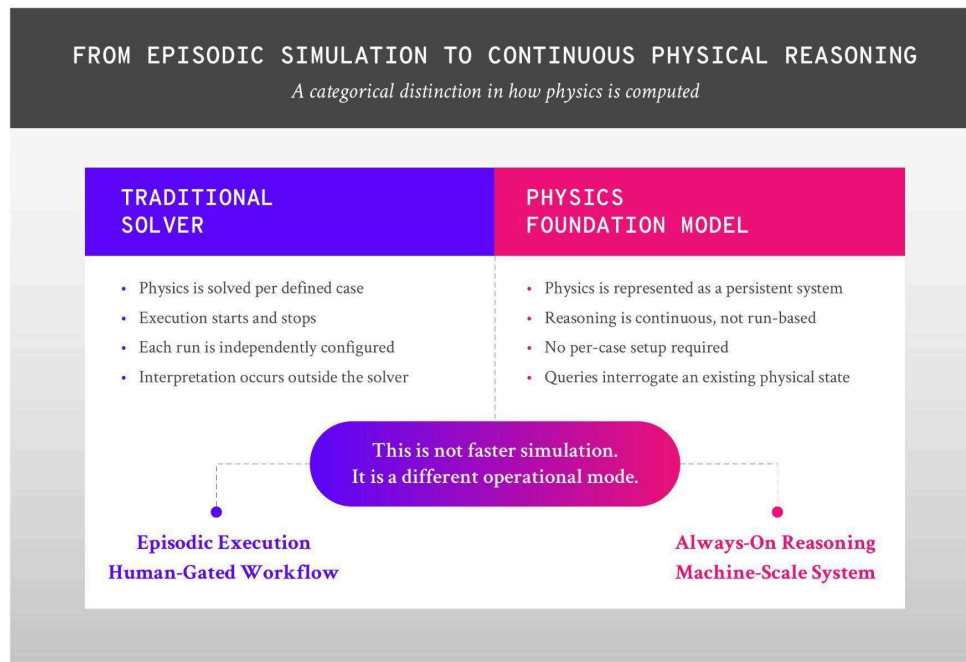 FROM EPISODIC SIMULATION TO CONTINUOUS PHYSICAL REASONING
A categorical distinction in how physics is computed
TRADITIONAL
SOLVER
• Physics is solved per defined case
• Execution starts and stops
• Each run is independently configured
• Interpretation occurs outside the solver
PHYSICS
FOUNDATION MODEL
• Physics is represented as a persistent system
• Reasoning is continuous, not run-based
• No per-case setup required
• Queries interrogate an existing physical state
This is not faster simulation.
It is a different operational mode.
Episodic Execution
Human-Gated Workflow
Always-On Reasoning
Machine-Scale System